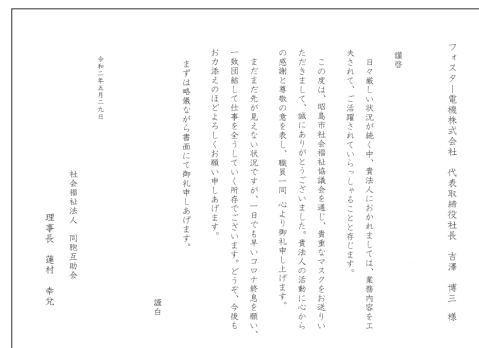 フォスター電機株式会社　代表取締役社長　吉澤　博三　様
謹啓
日々厳しい状況が続く中、貴法人におかれましては、業務内容を工
夫されて、ご活躍されていらっしゃることと存じます。
この度は、昭島市社会福祉協議会を通じ、貴重なマスクをお送りい
ただきまして、誠にありがとうございました。貴法人の活動に心から
の感謝と尊敬の意を表し、職員一同 心より御礼申し上げます。
まだまだ先が見えない状況ですが、一日でも早いコロナ終息を願い、
一致団結して仕事を全うしていく所存でございます。どうぞ、今後も
お力添えのほどよろしくお願い申しあげます。
まずは略儀ながら書面にて御礼申しあげます。
謹白
令和二年五月二九日
社会福祉法人　同胞互助会
理事長　蓮村　幸兌